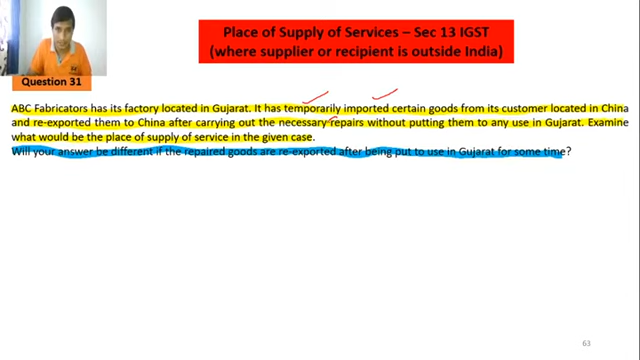 Place of Supply of Services – Sec 13 IGST
(where supplier or recipient is outside India)
Question 31
ABC Fabricators has its factory located in Gujarat. It has temporarily imported certain goods from its customer located in China
and re-exported them to China after carrying out the necessary repairs without putting them to any use in Gujarat. Examine
what would be the place of supply of service in the given case.
Will your answer be different if the repaired goods are re-exported after being put to use in Gujarat for some time?
63